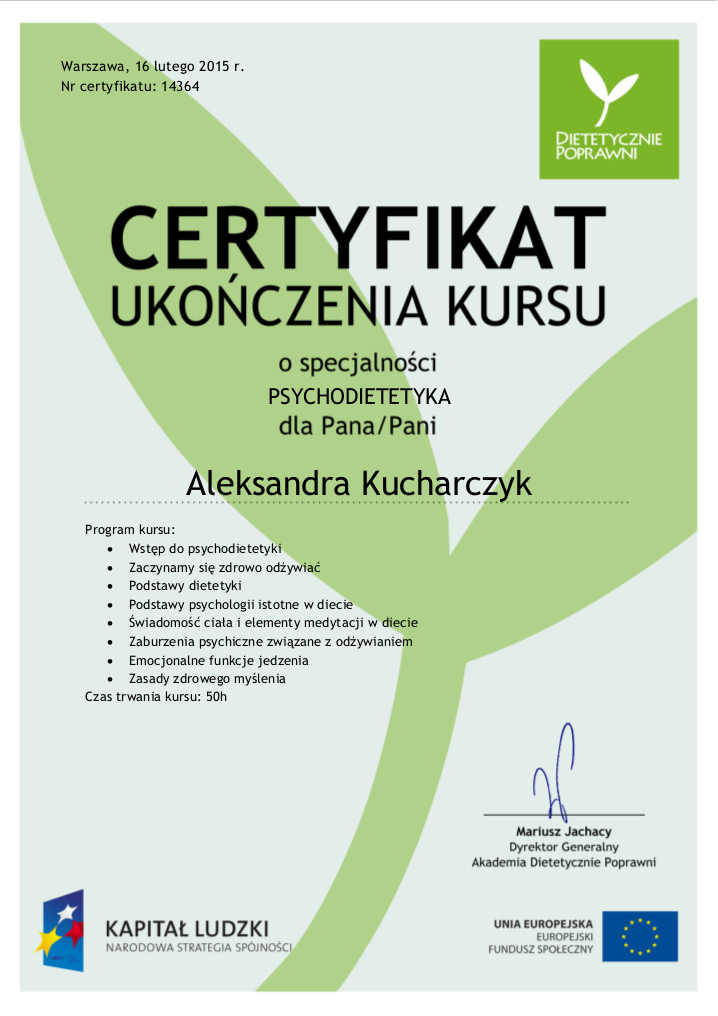 Warszawa, 16 lutego 2015 r.
Nr certyfikatu: 14364
DIETETYCZNIE
POPRAWNI
CERTYFIKAT
UKOŃCZENIA KURSU
o specjalności
PSYCHODIETETYKA
dla Pana/Pani
Aleksandra Kucharczyk
Program kursu:
• Wstęp do psychodietetyki
• Zaczynamy się zdrowo odżywiać
• Podstawy dietetyki
• Podstawy psychologii istotne w diecie
• Świadomość ciała i elementy medytacji w diecie
• Zaburzenia psychiczne związane z odżywianiem
• Emocjonalne funkcje jedzenia
• Zasady zdrowego myślenia
Czas trwania kursu: 50h
Mariusz Jachacy
Dyrektor Generalny
Akademia Dietetycznie Poprawni
KAPITAŁ LUDZKI
NARODOWA STRATEGIA SPÓJNOŚCI
UNIA EUROPEJSKA
EUROPEJSKI
FUNDUSZ SPOŁECZNY